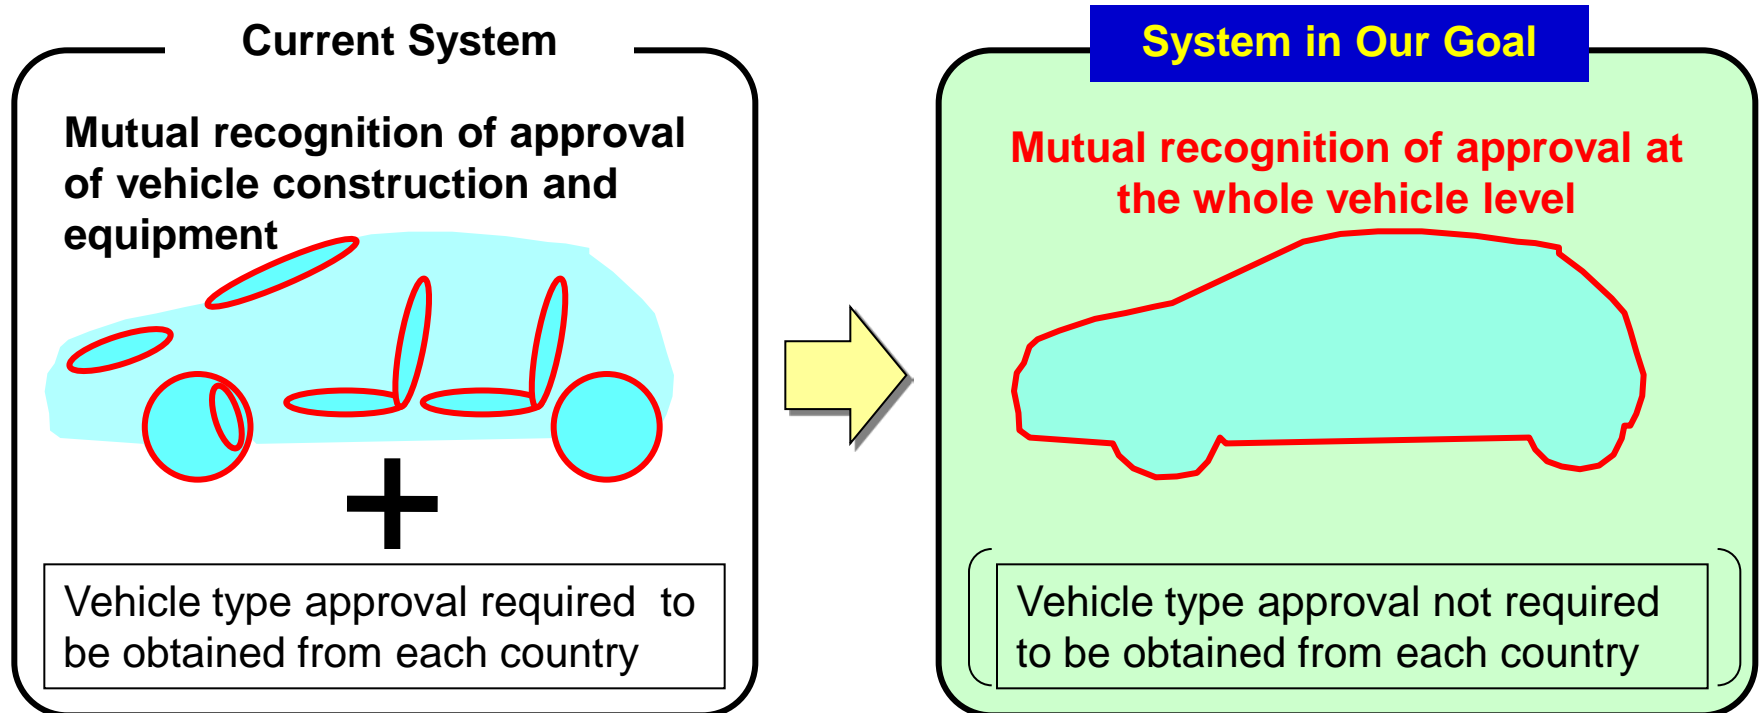 Current System
Mutual recognition of approval
of vehicle construction and
equipment
Vehicle type approval required to
be obtained from each country
System in Our Goal
Mutual recognition of approval at
the whole vehicle level
Vehicle type approval not required
to be obtained from each country